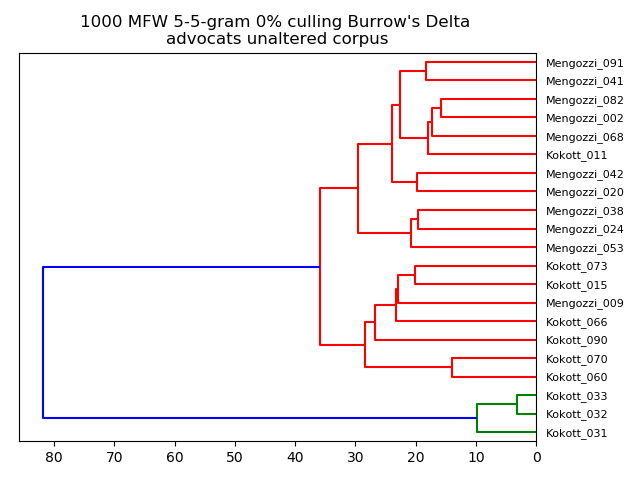 1000 MFW 5-5-gram 0% culling Burrow's Delta
advocats unaltered corpus
Mengozzi_091
Mengozzi_041
Mengozzi_082
Mengozzi_002
Mengozzi_068
Kokott_011
Mengozzi_042
Mengozzi_020
Mengozzi_038
Mengozzi_024
Mengozzi_053
Kokott_073
Kokott_015
Mengozzi_009
Kokott_066
Kokott_090
Kokott_070
Kokott_060
Kokott_033
Kokott_032
Kokott_031
80 70 60 50 40 30 20 10 0